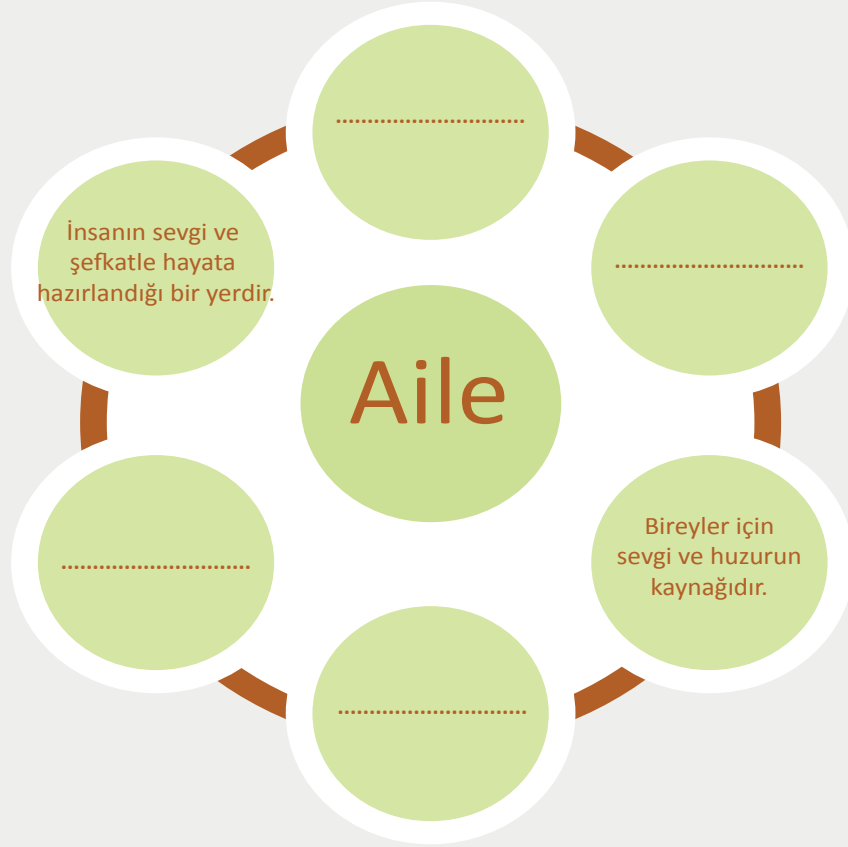 ..............................
İnsanın sevgi ve
şefkatle hayata
hazırlandığı bir yerdir.
..............................
Aile
..............................
Bireyler için
sevgi ve huzurun
kaynağıdır.
..............................